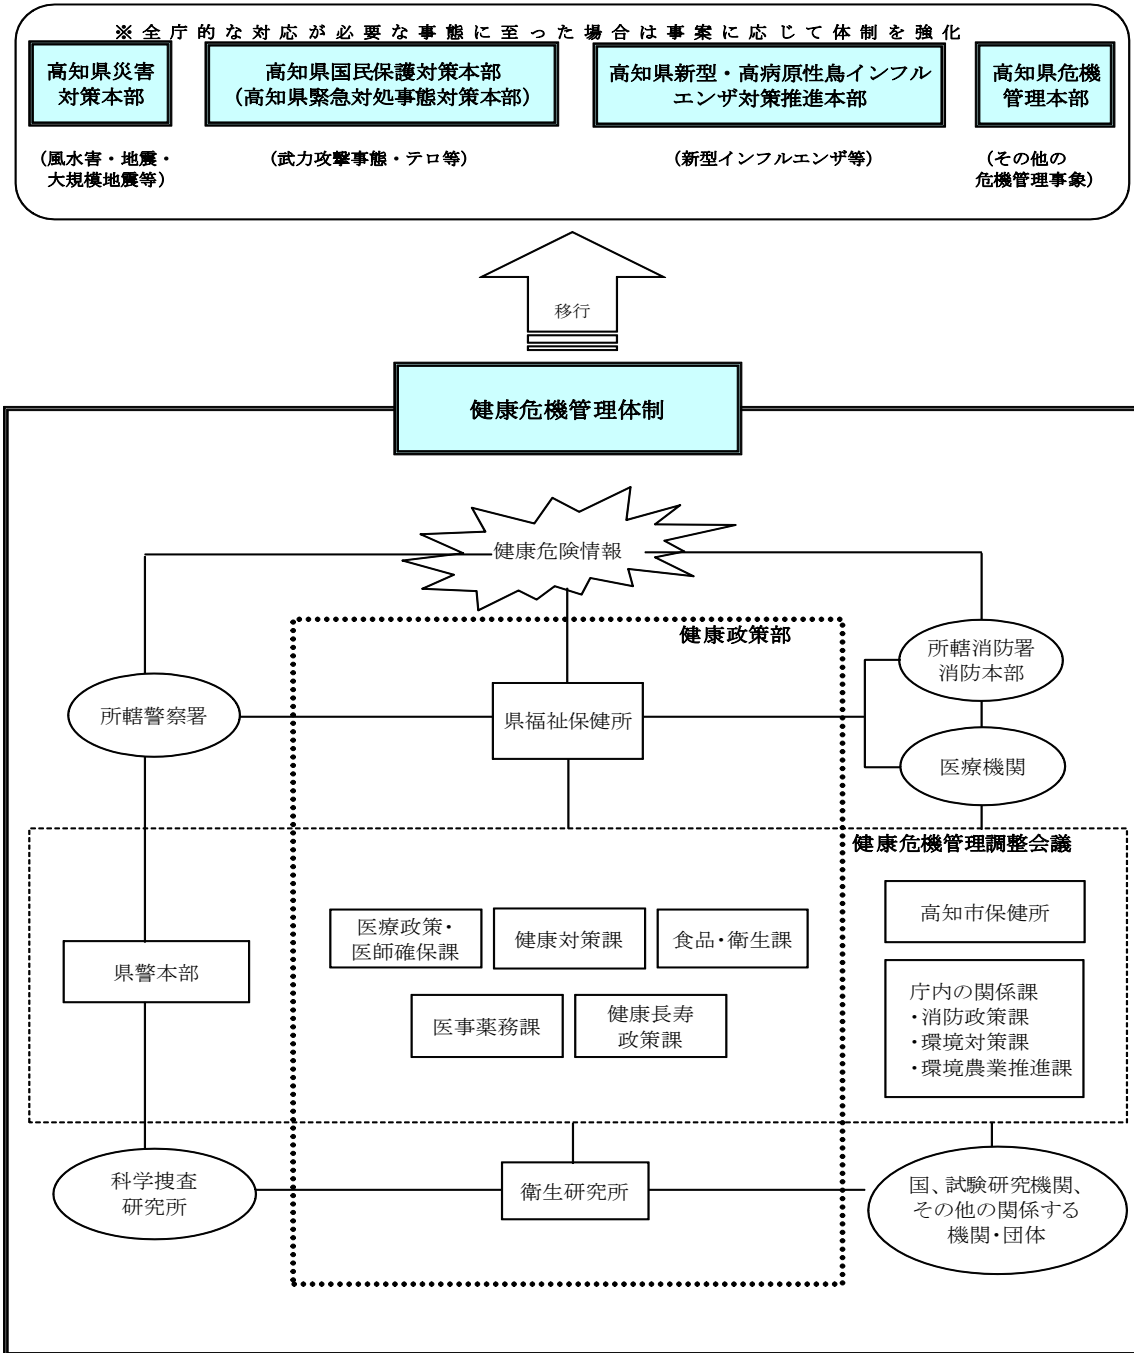 ※全庁的な対応が必要な事態に至った場合は事案に応じて体制を強化
高知県災害
対策本部
高知県国民保護対策本部
（高知県緊急対処事態対策本部）
高知県新型・高病原性鳥インフル
エンザ対策推進本部
高知県危機
管理本部
（風水害・地震・
大規模地震等）
（武力攻撃事態・テロ等）
（新型インフルエンザ等）
（その他の
危機管理事象）
移行
健康危機管理体制
健康危険情報
健康政策部
所轄消防署
消防本部
所轄警察署
県福祉保健所
医療機関
健康危機管理調整会議
高知市保健所
医療政策・
医師確保課
健康対策課
食品・衛生課
県警本部
庁内の関係課
・消防政策課
・環境対策課
・環境農業推進課
医事薬務課
健康長寿
政策課
科学捜査
研究所
衛生研究所
国、試験研究機関、
その他の関係する
機関・団体